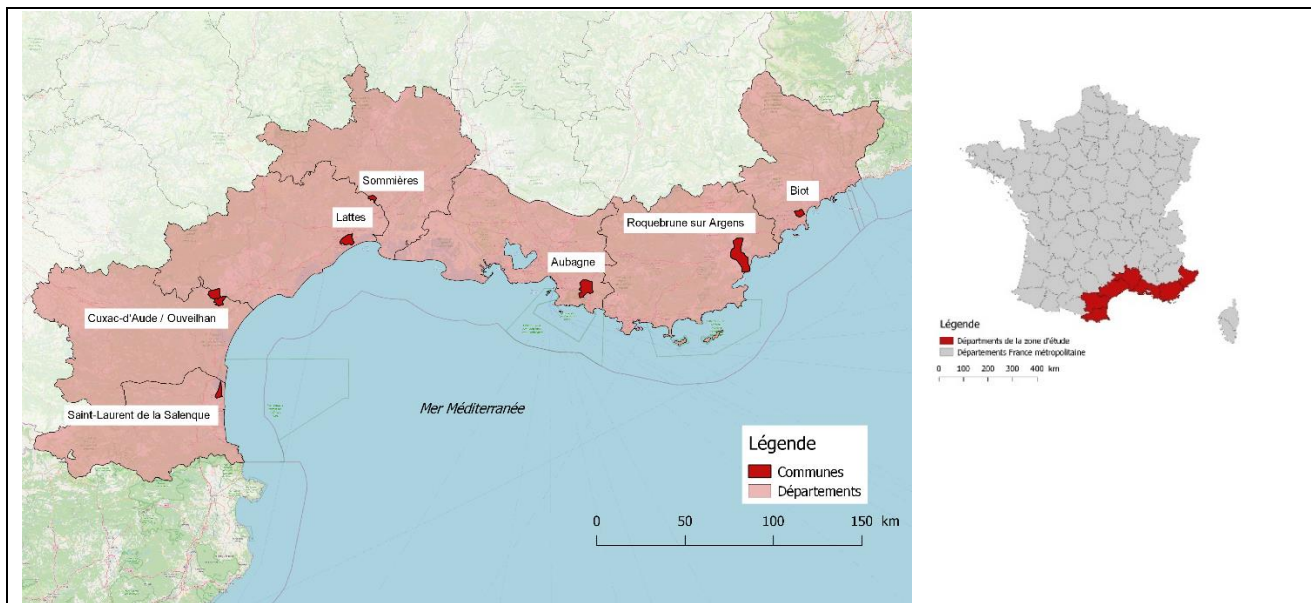 Sommières
Biot
Lattes
Roquebrune sur Argens
Aubagne
Cuxac-d'Aude / Ouveilhan
Saint-Laurent de la Salenque
Mer Méditerranée
Légende
Communes
Départements
0 50 100 150 km
Légende
Départments de la zone d'étude
Départements France métropolitaine
0 100 200 300 400 km